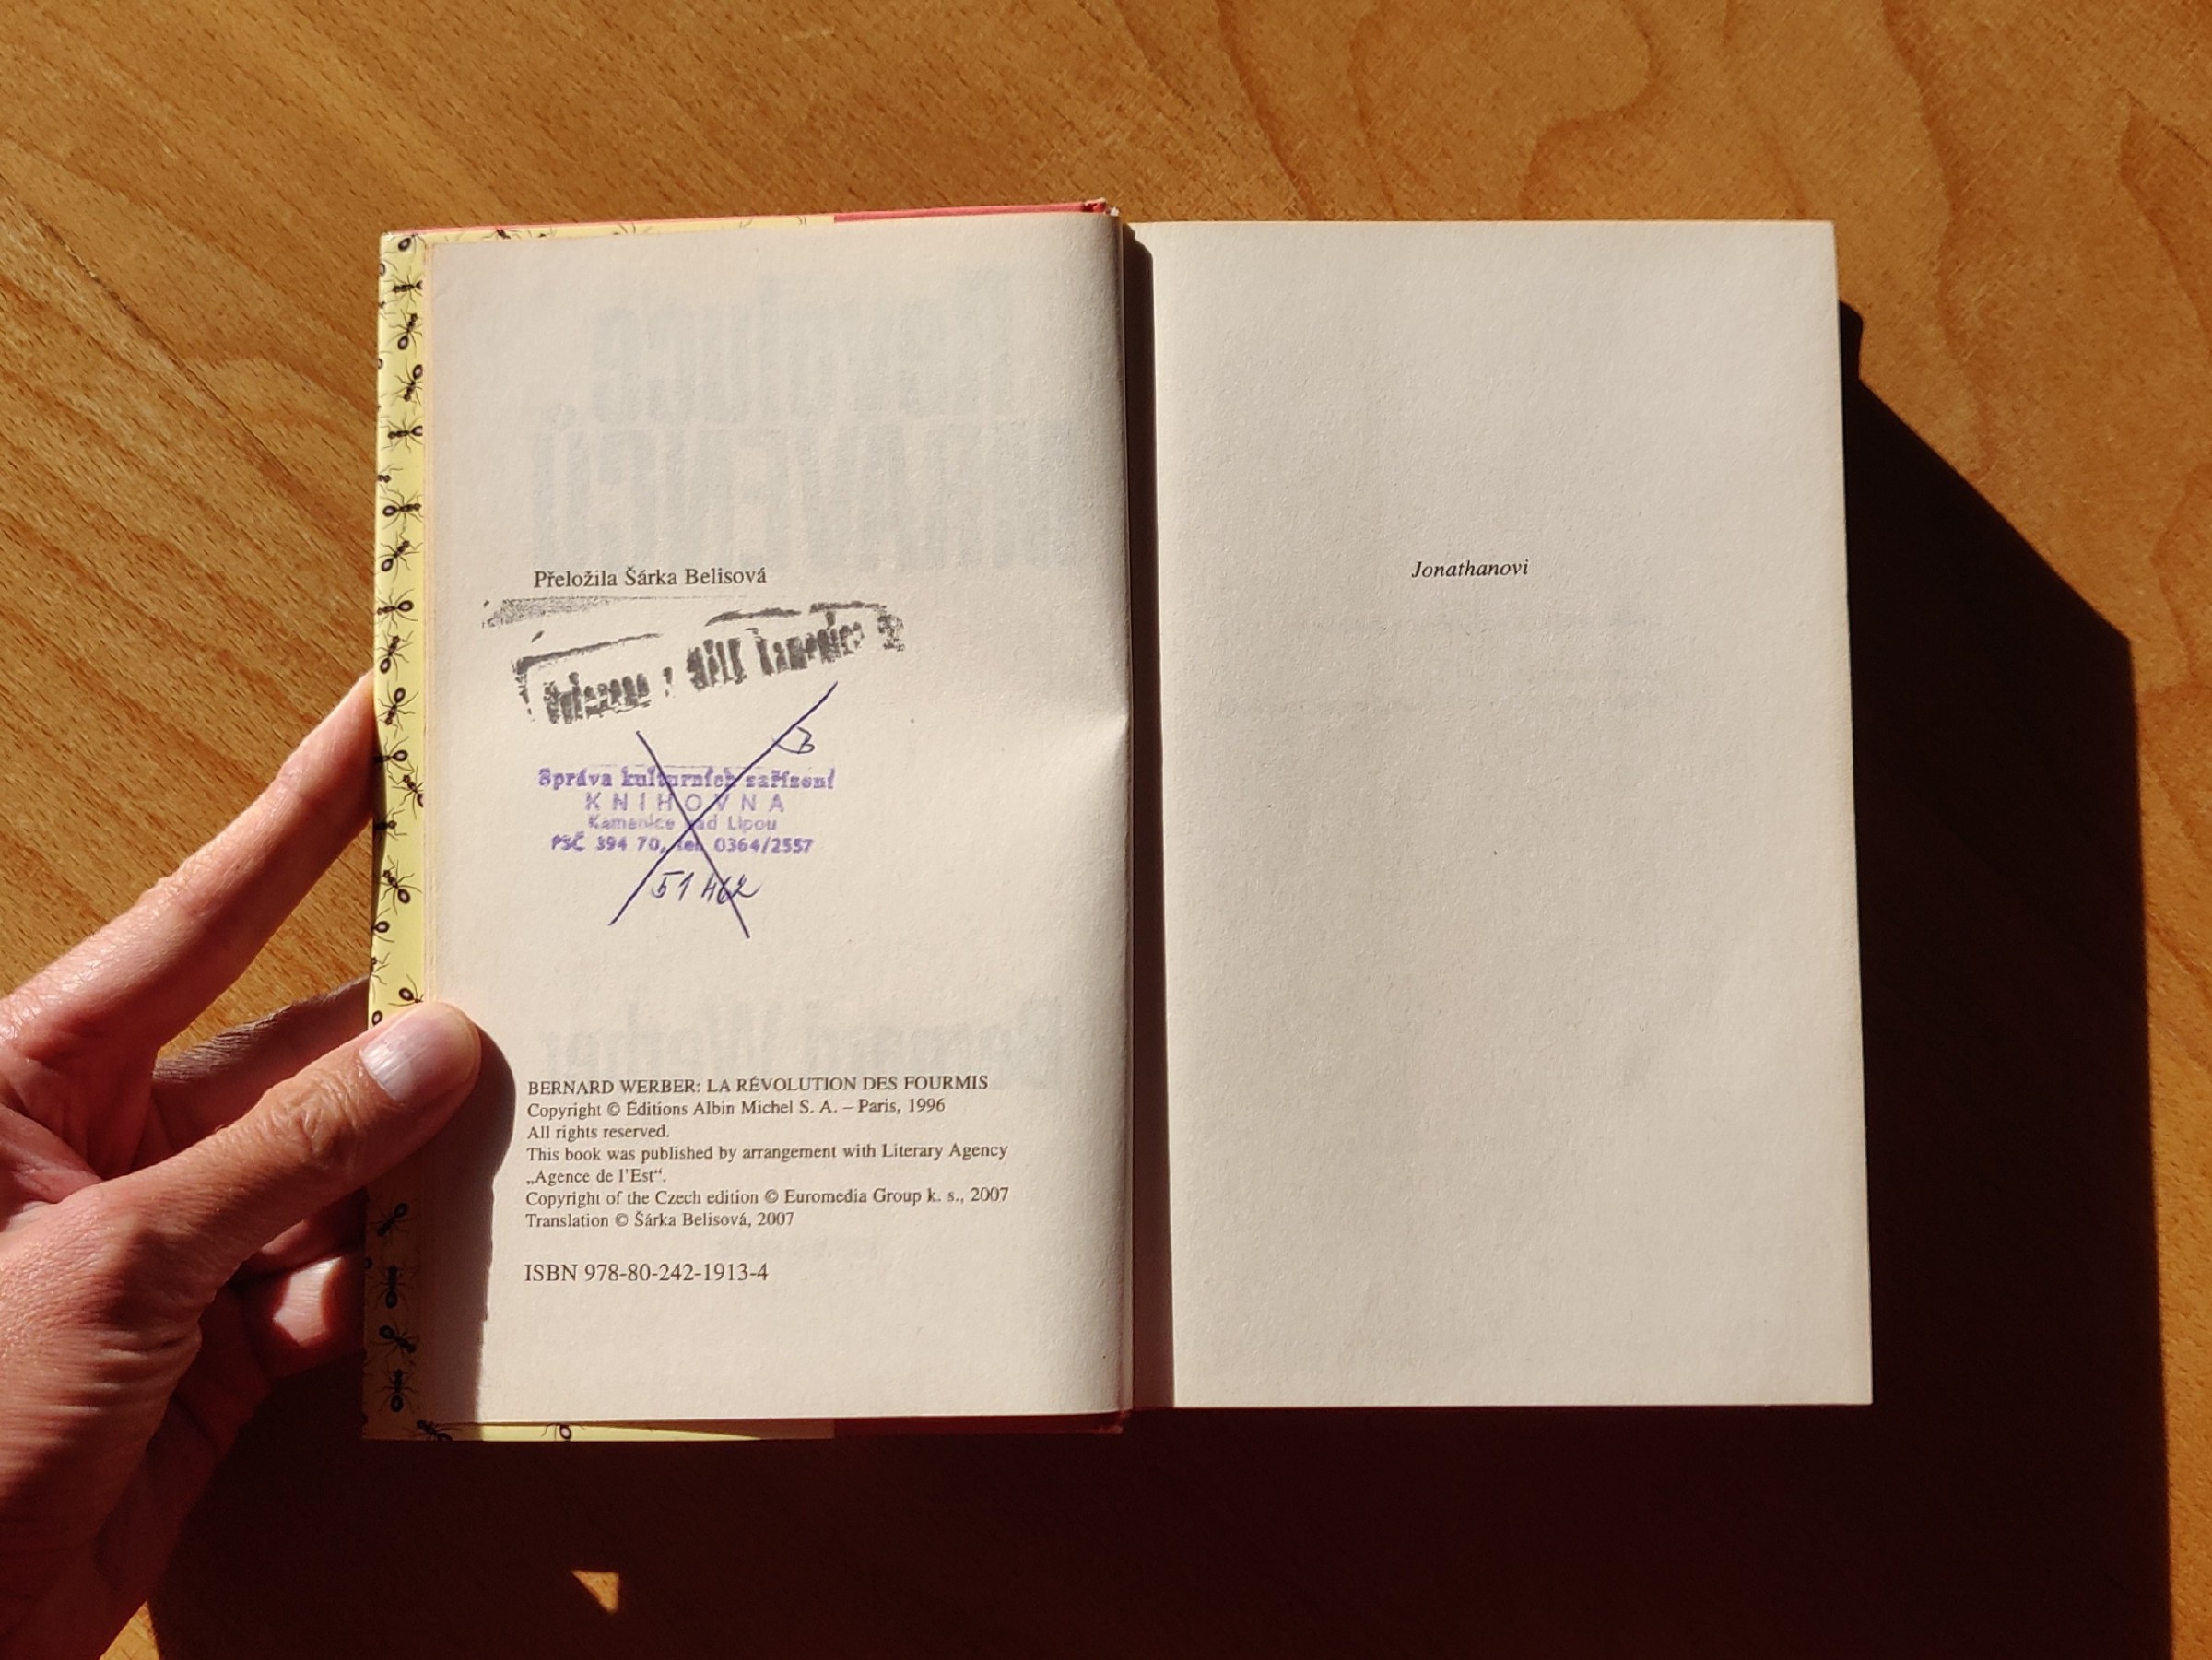 Přeložila Šárka Belisová
Správa kulturních zařízení
KNIHOVNA
Kamenice nad Lipou
PSČ 394 70, tel. 0364/2557
51 462
BERNARD WERBER: LA RÉVOLUTION DES FOURMIS
Copyright © Éditions Albin Michel S. A. – Paris, 1996
All rights reserved.
This book was published by arrangement with Literary Agency
„Agence de l’Est“.
Copyright of the Czech edition © Euromedia Group k. s., 2007
Translation © Šárka Belisová, 2007
ISBN 978-80-242-1913-4
Jonathanovi